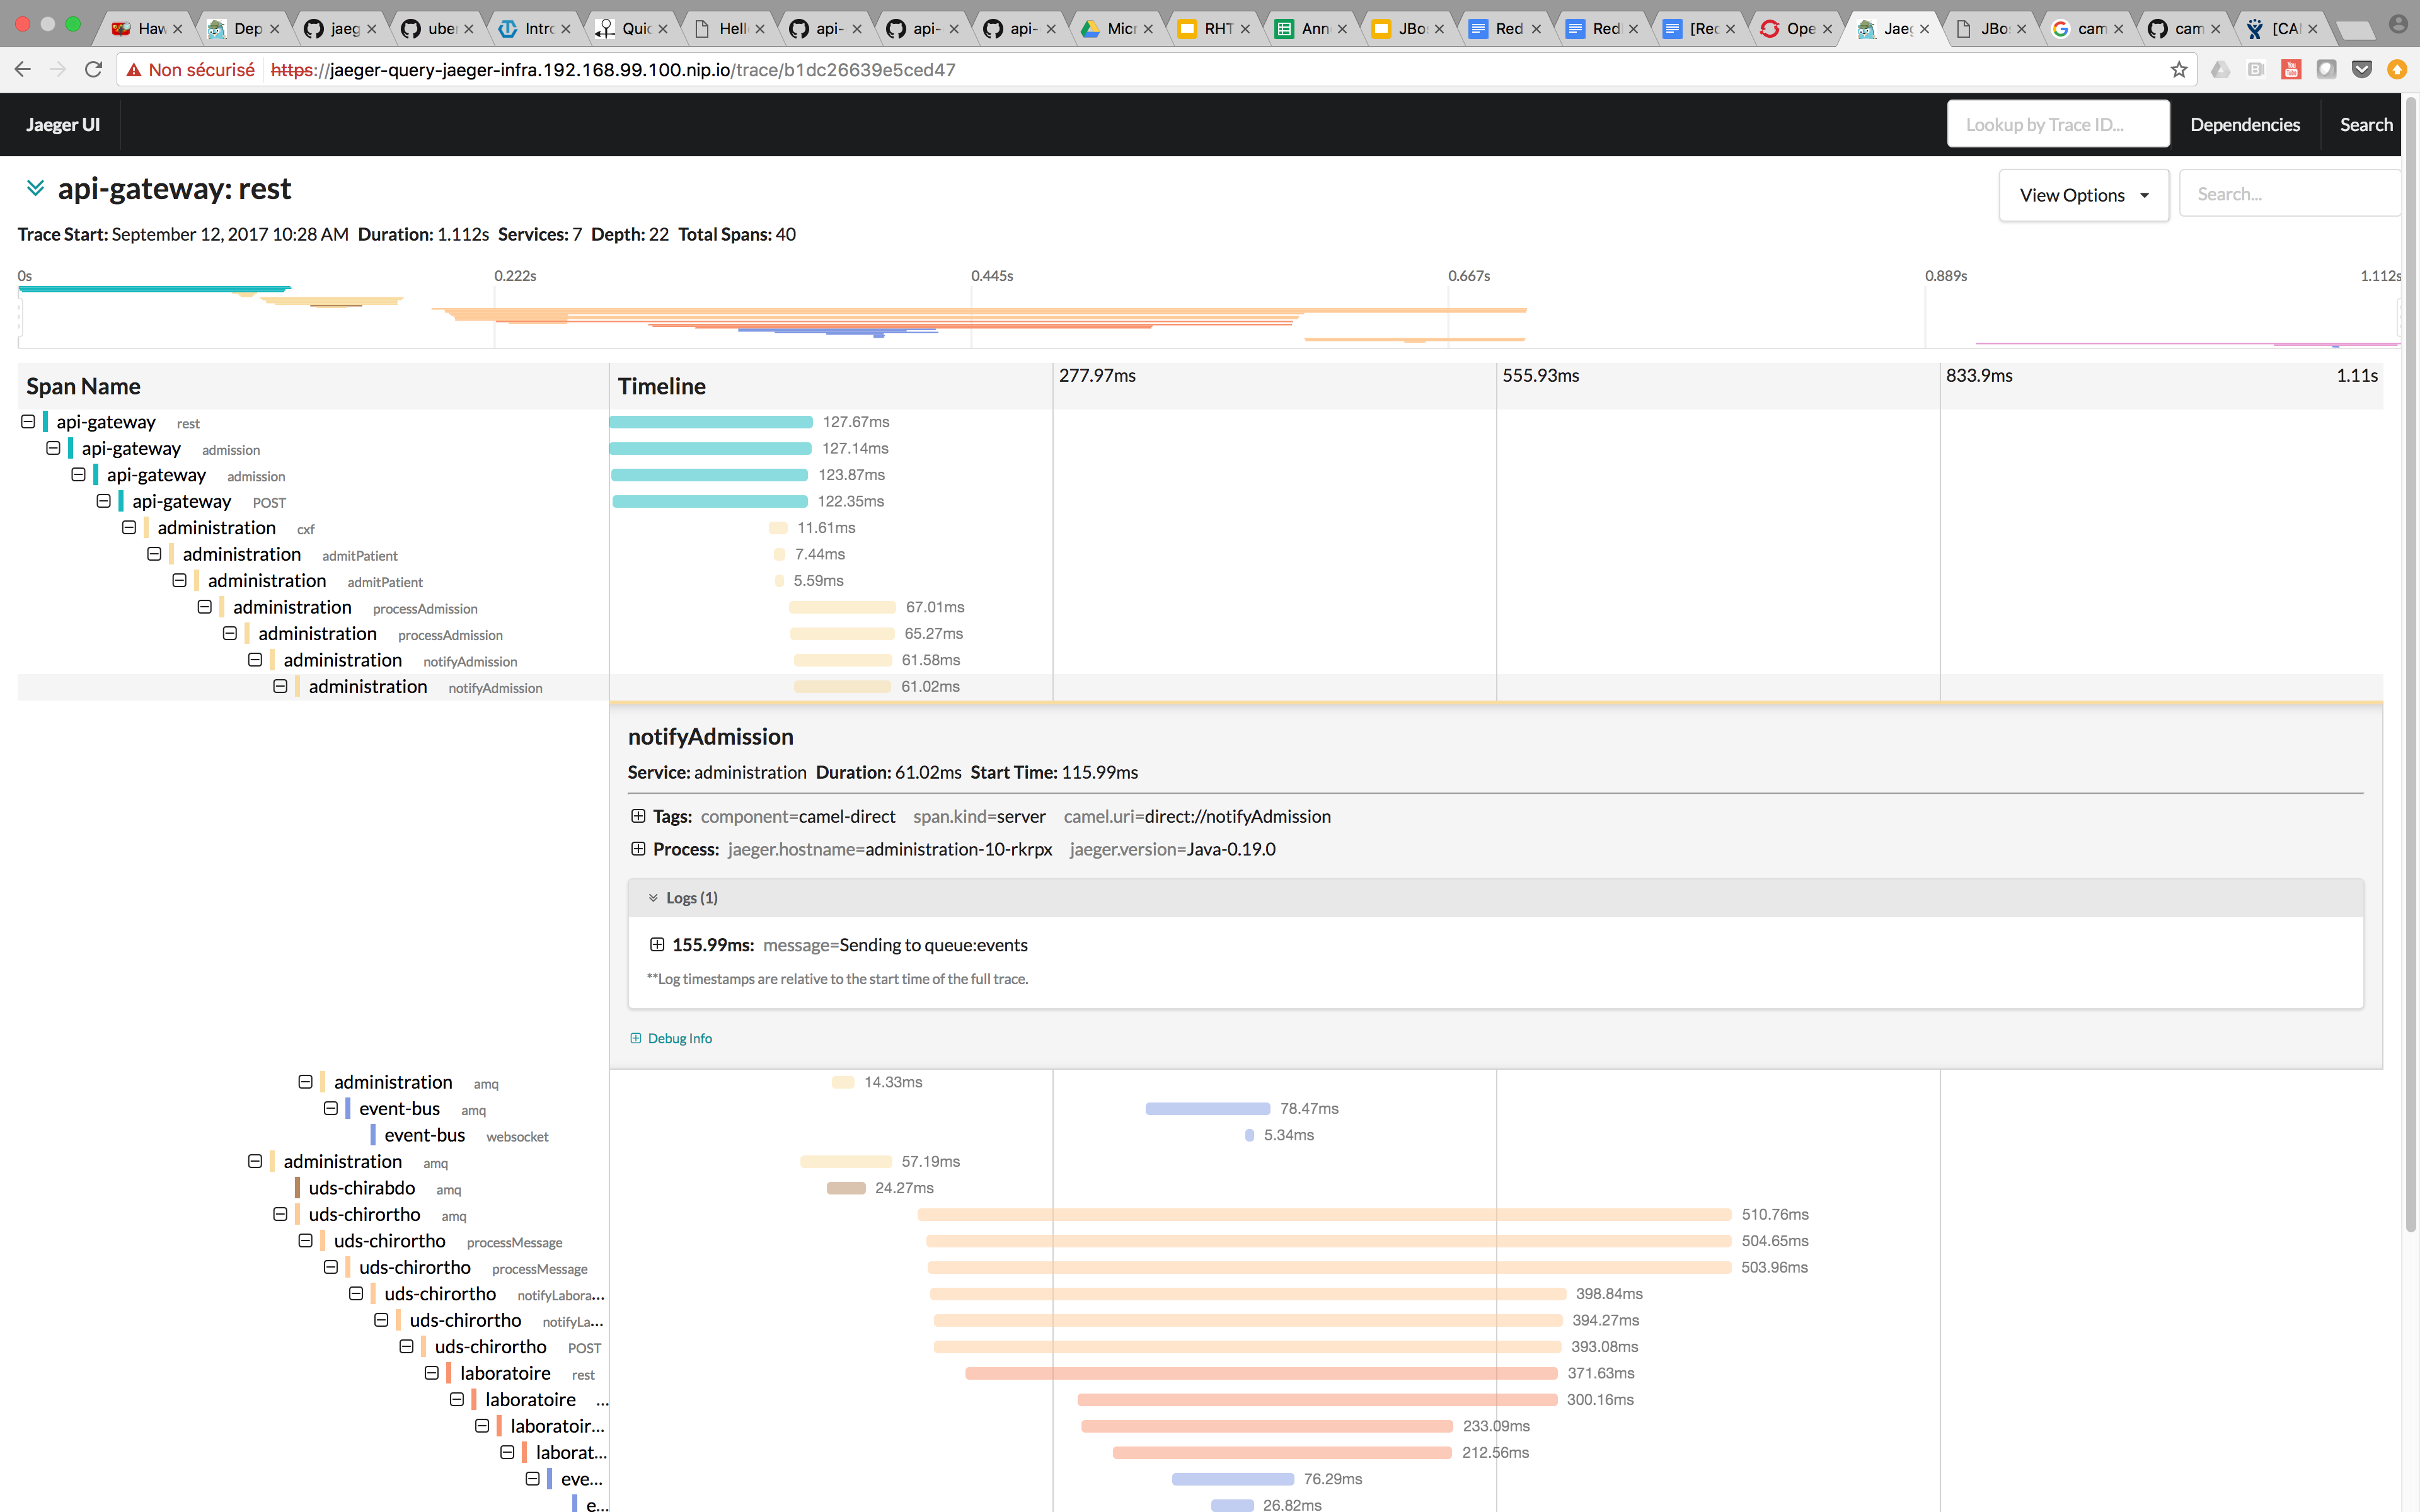 Haw Dep jaeg uber Intro Quic Hell api- api- api- Micr RHT Ann JBo Red Red [Rec Ope Jaeg JBo cam cam [CA
Non sécurisé https://jaeger-query-jaeger-infra.192.168.99.100.nip.io/trace/b1dc26639e5ced47
Jaeger UI Lookup by Trace ID... Dependencies Search
api-gateway: rest View Options Search...
Trace Start: September 12, 2017 10:28 AM Duration: 1.112s Services: 7 Depth: 22 Total Spans: 40
0s 0.222s 0.445s 0.667s 0.889s 1.112s
Span Name Timeline 277.97ms 555.93ms 833.9ms 1.11s
api-gateway rest 127.67ms
api-gateway admission 127.14ms
api-gateway admission 123.87ms
api-gateway POST 122.35ms
administration cxf 11.61ms
administration admitPatient 7.44ms
administration admitPatient 5.59ms
administration processAdmission 67.01ms
administration processAdmission 65.27ms
administration notifyAdmission 61.58ms
administration notifyAdmission 61.02ms
notifyAdmission
Service: administration Duration: 61.02ms Start Time: 115.99ms
Tags: component=camel-direct span.kind=server camel.uri=direct://notifyAdmission
Process: jaeger.hostname=administration-10-rkrpx jaeger.version=Java-0.19.0
Logs (1)
155.99ms: message=Sending to queue:events
**Log timestamps are relative to the start time of the full trace.
Debug Info
administration amq 14.33ms
event-bus amq 78.47ms
event-bus websocket 5.34ms
administration amq 57.19ms
uds-chirabdo amq 24.27ms
uds-chirortho amq 510.76ms
uds-chirortho processMessage 504.65ms
uds-chirortho processMessage 503.96ms
uds-chirortho notifyLabora... 398.84ms
uds-chirortho notifyLa... 394.27ms
uds-chirortho POST 393.08ms
laboratoire rest 371.63ms
laboratoire ... 300.16ms
laboratoir... 233.09ms
laborat... 212.56ms
eve... 76.29ms
e... 26.82ms